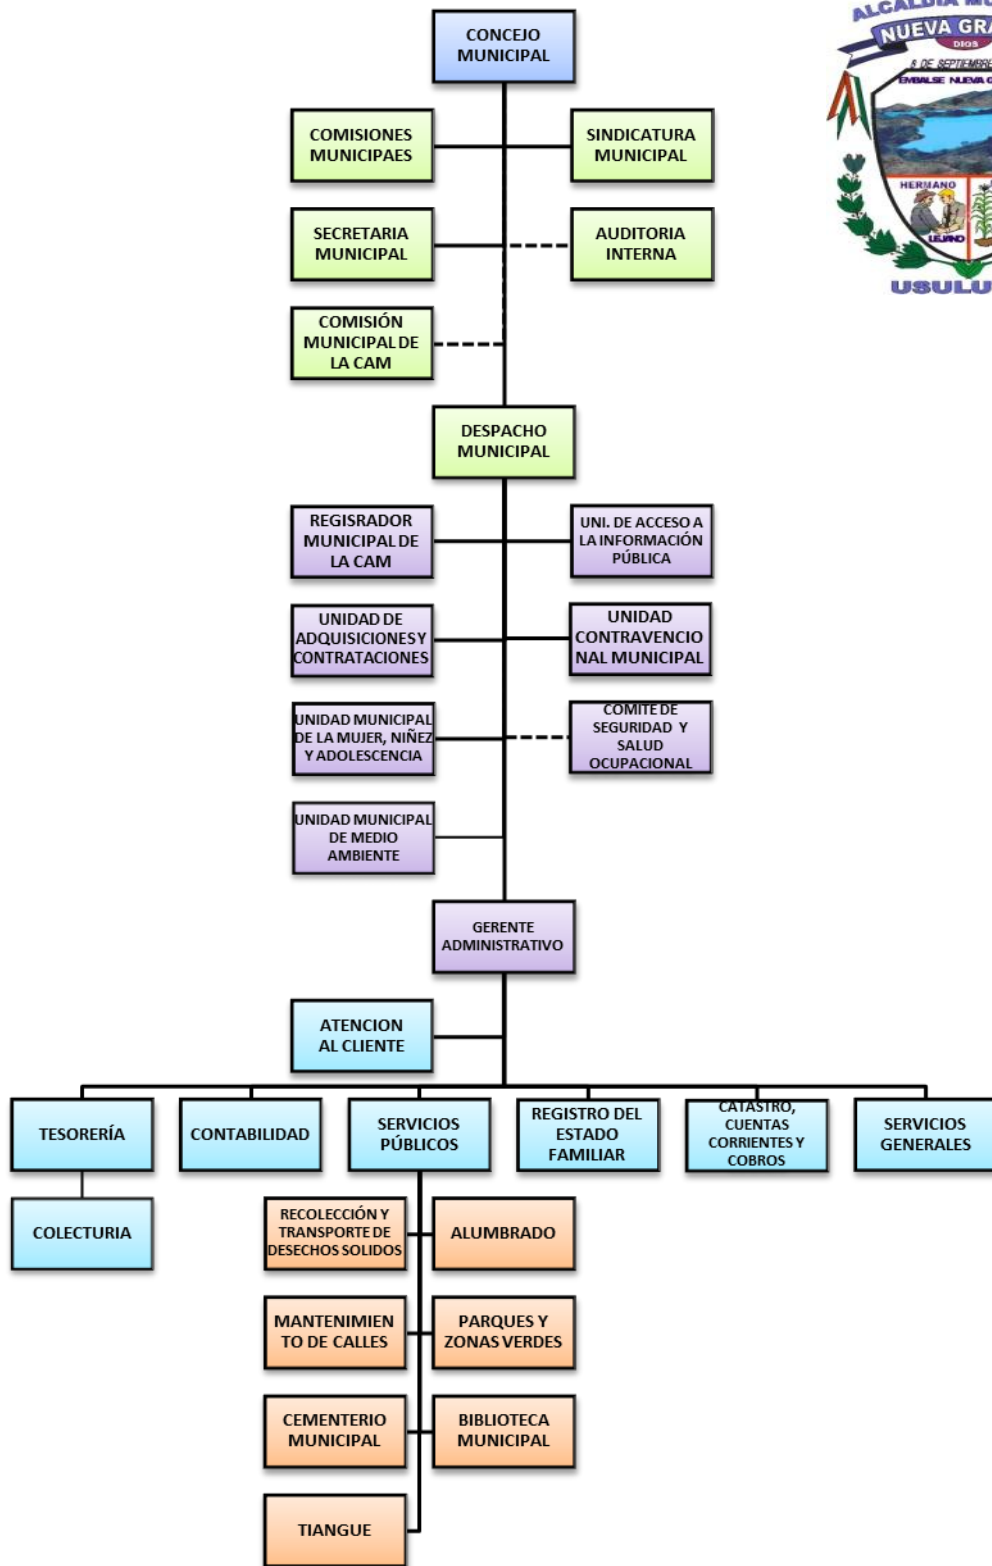 CONCEJO
MUNICIPAL
ALCALDIA
NUEVA
DIOS
DE SEPTIEMBRE
EMBALSE NUEVA
HERMANO
LEJANO
COMISIONES
MUNICIPAES
SINDICATURA
MUNICIPAL
SECRETARIA
MUNICIPAL
AUDITORIA
INTERNA
COMISIÓN
MUNICIPAL DE
LA CAM
DESPACHO
MUNICIPAL
REGISRADOR
MUNICIPAL DE
LA CAM
UNI. DE ACCESO A
LA INFORMACIÓN
PÚBLICA
UNIDAD DE
ADQUISICIONES Y
CONTRATACIONES
UNIDAD
CONTRAVENCIO
NAL MUNICIPAL
UNIDAD MUNICIPAL
DE LA MUJER, NIÑEZ
Y ADOLESCENCIA
COMITE DE
SEGURIDAD Y
SALUD
OCUPACIONAL
UNIDAD MUNICIPAL
DE MEDIO
AMBIENTE
GERENTE
ADMINISTRATIVO
ATENCION
AL CLIENTE
TESORERÍA
CONTABILIDAD
SERVICIOS
PÚBLICOS
REGISTRO DEL
ESTADO
FAMILIAR
CATASTRO,
CUENTAS
CORRIENTES Y
COBROS
SERVICIOS
GENERALES
COLECTURIA
RECOLECCIÓN Y
TRANSPORTE DE
DESECHOS SOLIDOS
ALUMBRADO
MANTENIMIEN
TO DE CALLES
PARQUES Y
ZONAS VERDES
CEMENTERIO
MUNICIPAL
BIBLIOTECA
MUNICIPAL
TIANGUE